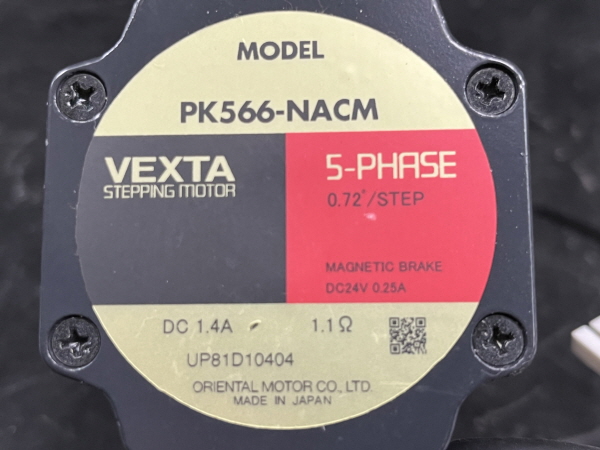 MODEL
PK566-NACM
VEXTA
STEPPING MOTOR
5-PHASE
0.72°/STEP
MAGNETIC BRAKE
DC24V 0.25A
DC 1.4A 1.1Ω
UP81D10404
ORIENTAL MOTOR CO., LTD.
MADE IN JAPAN